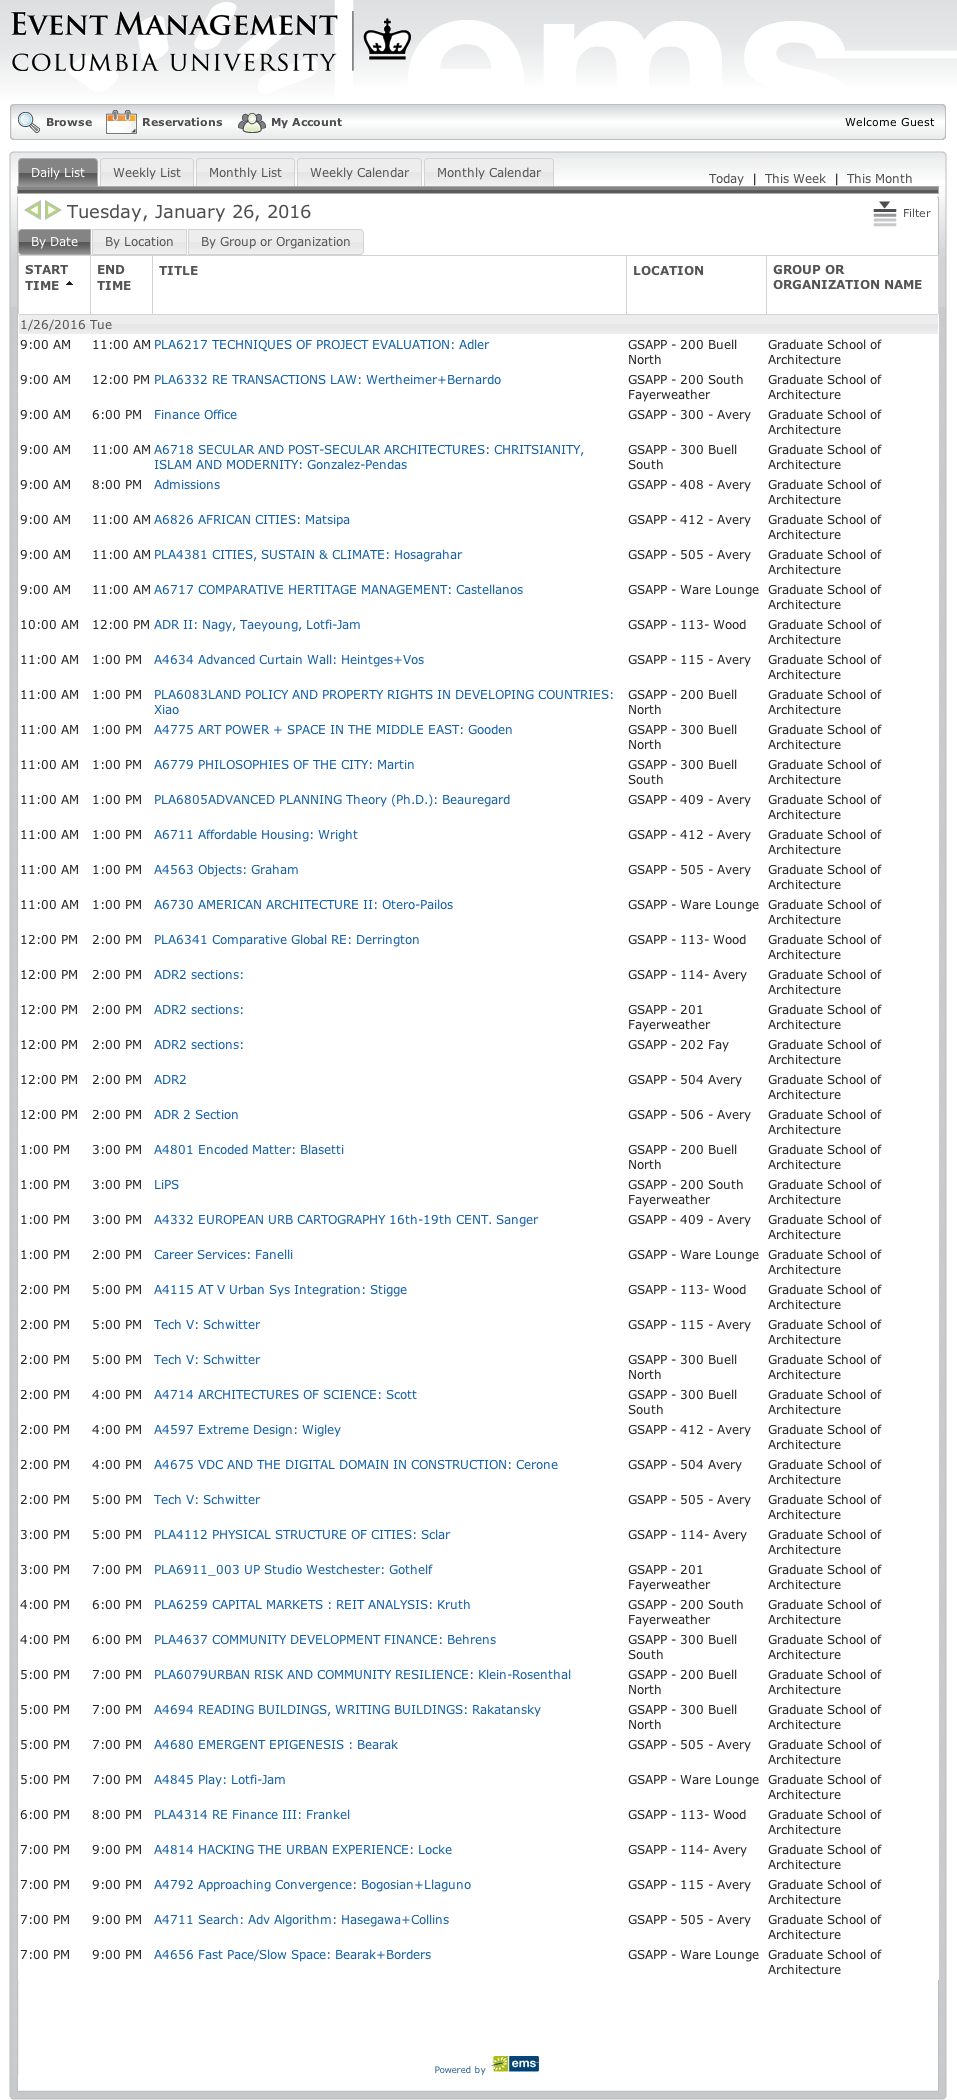 EVENT MANAGEMENT
COLUMBIA UNIVERSITY
ems
Browse Reservations My Account Welcome Guest
Daily List Weekly List Monthly List Weekly Calendar Monthly Calendar Today | This Week | This Month
Tuesday, January 26, 2016 Filter
By Date By Location By Group or Organization
START TIME END TIME TITLE LOCATION GROUP OR ORGANIZATION NAME
1/26/2016 Tue
9:00 AM 11:00 AM PLA6217 TECHNIQUES OF PROJECT EVALUATION: Adler GSAPP - 200 Buell North Graduate School of Architecture
9:00 AM 12:00 PM PLA6332 RE TRANSACTIONS LAW: Wertheimer+Bernardo GSAPP - 200 South Fayerweather Graduate School of Architecture
9:00 AM 6:00 PM Finance Office GSAPP - 300 - Avery Graduate School of Architecture
9:00 AM 11:00 AM A6718 SECULAR AND POST-SECULAR ARCHITECTURES: CHRITSIANITY, ISLAM AND MODERNITY: Gonzalez-Pendas GSAPP - 300 Buell South Graduate School of Architecture
9:00 AM 8:00 PM Admissions GSAPP - 408 - Avery Graduate School of Architecture
9:00 AM 11:00 AM A6826 AFRICAN CITIES: Matsipa GSAPP - 412 - Avery Graduate School of Architecture
9:00 AM 11:00 AM PLA4381 CITIES, SUSTAIN & CLIMATE: Hosagrahar GSAPP - 505 - Avery Graduate School of Architecture
9:00 AM 11:00 AM A6717 COMPARATIVE HERTITAGE MANAGEMENT: Castellanos GSAPP - Ware Lounge Graduate School of Architecture
10:00 AM 12:00 PM ADR II: Nagy, Taeyoung, Lotfi-Jam GSAPP - 113- Wood Graduate School of Architecture
11:00 AM 1:00 PM A4634 Advanced Curtain Wall: Heintges+Vos GSAPP - 115 - Avery Graduate School of Architecture
11:00 AM 1:00 PM PLA6083LAND POLICY AND PROPERTY RIGHTS IN DEVELOPING COUNTRIES: Xiao GSAPP - 200 Buell North Graduate School of Architecture
11:00 AM 1:00 PM A4775 ART POWER + SPACE IN THE MIDDLE EAST: Gooden GSAPP - 300 Buell North Graduate School of Architecture
11:00 AM 1:00 PM A6779 PHILOSOPHIES OF THE CITY: Martin GSAPP - 300 Buell South Graduate School of Architecture
11:00 AM 1:00 PM PLA6805ADVANCED PLANNING Theory (Ph.D.): Beauregard GSAPP - 409 - Avery Graduate School of Architecture
11:00 AM 1:00 PM A6711 Affordable Housing: Wright GSAPP - 412 - Avery Graduate School of Architecture
11:00 AM 1:00 PM A4563 Objects: Graham GSAPP - 505 - Avery Graduate School of Architecture
11:00 AM 1:00 PM A6730 AMERICAN ARCHITECTURE II: Otero-Pailos GSAPP - Ware Lounge Graduate School of Architecture
12:00 PM 2:00 PM PLA6341 Comparative Global RE: Derrington GSAPP - 113- Wood Graduate School of Architecture
12:00 PM 2:00 PM ADR2 sections: GSAPP - 114- Avery Graduate School of Architecture
12:00 PM 2:00 PM ADR2 sections: GSAPP - 201 Fayerweather Graduate School of Architecture
12:00 PM 2:00 PM ADR2 sections: GSAPP - 202 Fay Graduate School of Architecture
12:00 PM 2:00 PM ADR2 GSAPP - 504 Avery Graduate School of Architecture
12:00 PM 2:00 PM ADR 2 Section GSAPP - 506 - Avery Graduate School of Architecture
1:00 PM 3:00 PM A4801 Encoded Matter: Blasetti GSAPP - 200 Buell North Graduate School of Architecture
1:00 PM 3:00 PM LiPS GSAPP - 200 South Fayerweather Graduate School of Architecture
1:00 PM 3:00 PM A4332 EUROPEAN URB CARTOGRAPHY 16th-19th CENT. Sanger GSAPP - 409 - Avery Graduate School of Architecture
1:00 PM 2:00 PM Career Services: Fanelli GSAPP - Ware Lounge Graduate School of Architecture
2:00 PM 5:00 PM A4115 AT V Urban Sys Integration: Stigge GSAPP - 113- Wood Graduate School of Architecture
2:00 PM 5:00 PM Tech V: Schwitter GSAPP - 115 - Avery Graduate School of Architecture
2:00 PM 5:00 PM Tech V: Schwitter GSAPP - 300 Buell North Graduate School of Architecture
2:00 PM 4:00 PM A4714 ARCHITECTURES OF SCIENCE: Scott GSAPP - 300 Buell South Graduate School of Architecture
2:00 PM 4:00 PM A4597 Extreme Design: Wigley GSAPP - 412 - Avery Graduate School of Architecture
2:00 PM 4:00 PM A4675 VDC AND THE DIGITAL DOMAIN IN CONSTRUCTION: Cerone GSAPP - 504 Avery Graduate School of Architecture
2:00 PM 5:00 PM Tech V: Schwitter GSAPP - 505 - Avery Graduate School of Architecture
3:00 PM 5:00 PM PLA4112 PHYSICAL STRUCTURE OF CITIES: Sclar GSAPP - 114- Avery Graduate School of Architecture
3:00 PM 7:00 PM PLA6911_003 UP Studio Westchester: Gothelf GSAPP - 201 Fayerweather Graduate School of Architecture
4:00 PM 6:00 PM PLA6259 CAPITAL MARKETS : REIT ANALYSIS: Kruth GSAPP - 200 South Fayerweather Graduate School of Architecture
4:00 PM 6:00 PM PLA4637 COMMUNITY DEVELOPMENT FINANCE: Behrens GSAPP - 300 Buell South Graduate School of Architecture
5:00 PM 7:00 PM PLA6079URBAN RISK AND COMMUNITY RESILIENCE: Klein-Rosenthal GSAPP - 200 Buell North Graduate School of Architecture
5:00 PM 7:00 PM A4694 READING BUILDINGS, WRITING BUILDINGS: Rakatansky GSAPP - 300 Buell North Graduate School of Architecture
5:00 PM 7:00 PM A4680 EMERGENT EPIGENESIS : Bearak GSAPP - 505 - Avery Graduate School of Architecture
5:00 PM 7:00 PM A4845 Play: Lotfi-Jam GSAPP - Ware Lounge Graduate School of Architecture
6:00 PM 8:00 PM PLA4314 RE Finance III: Frankel GSAPP - 113- Wood Graduate School of Architecture
7:00 PM 9:00 PM A4814 HACKING THE URBAN EXPERIENCE: Locke GSAPP - 114- Avery Graduate School of Architecture
7:00 PM 9:00 PM A4792 Approaching Convergence: Bogosian+Llaguno GSAPP - 115 - Avery Graduate School of Architecture
7:00 PM 9:00 PM A4711 Search: Adv Algorithm: Hasegawa+Collins GSAPP - 505 - Avery Graduate School of Architecture
7:00 PM 9:00 PM A4656 Fast Pace/Slow Space: Bearak+Borders GSAPP - Ware Lounge Graduate School of Architecture
Powered by ems